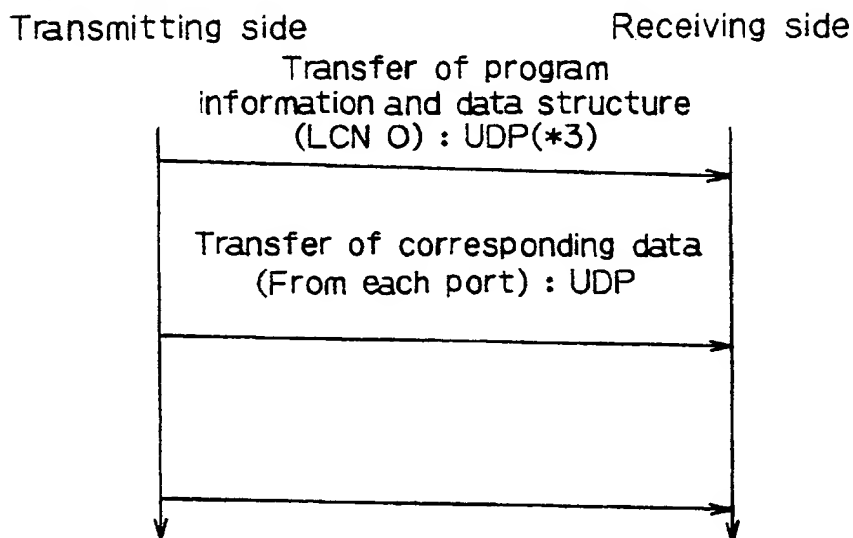 Transmitting side
Receiving side
Transfer of program
information and data structure
(LCN 0) : UDP(*3)
Transfer of corresponding data
(From each port) : UDP